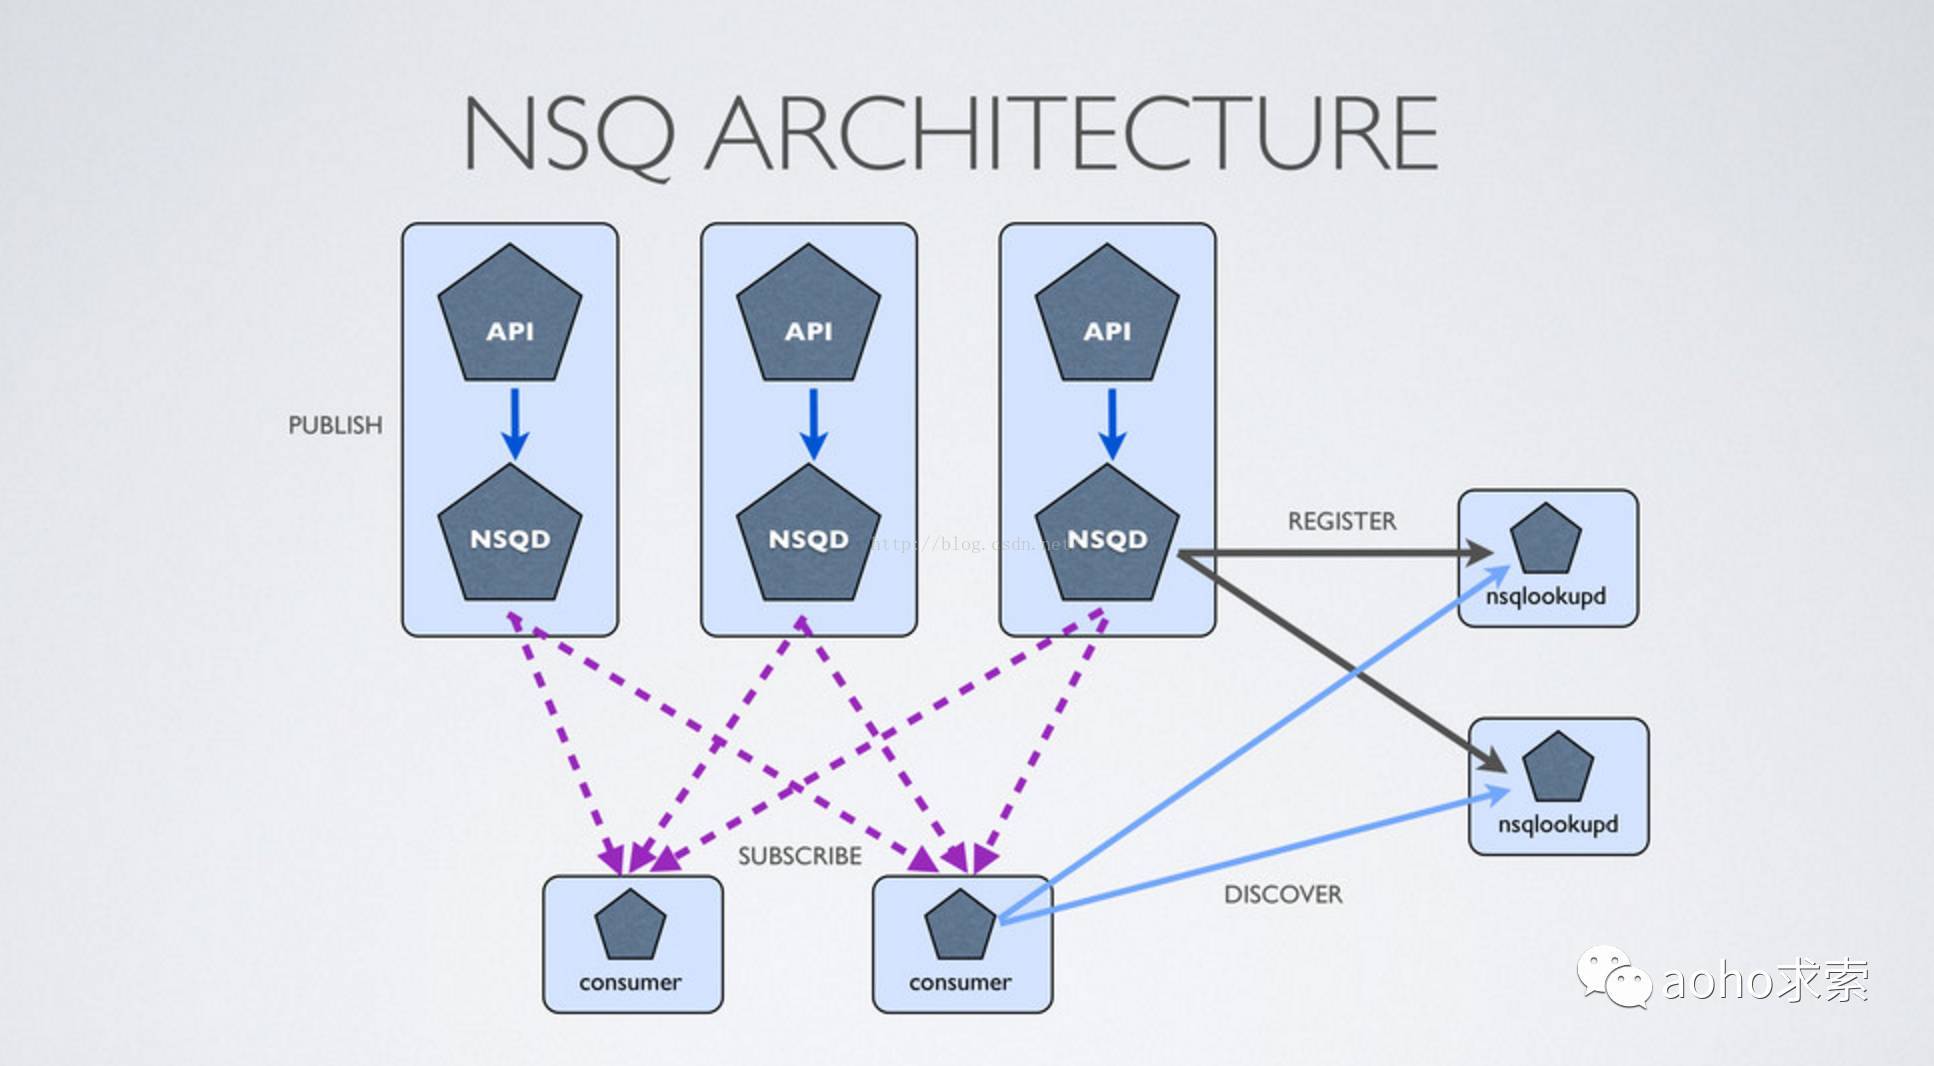 NSQ ARCHITECTURE
API
API
API
PUBLISH
NSQD
NSQD
NSQD
http://blog.csdn.net
REGISTER
nsqlookupd
nsqlookupd
SUBSCRIBE
DISCOVER
consumer
consumer
aoho求索